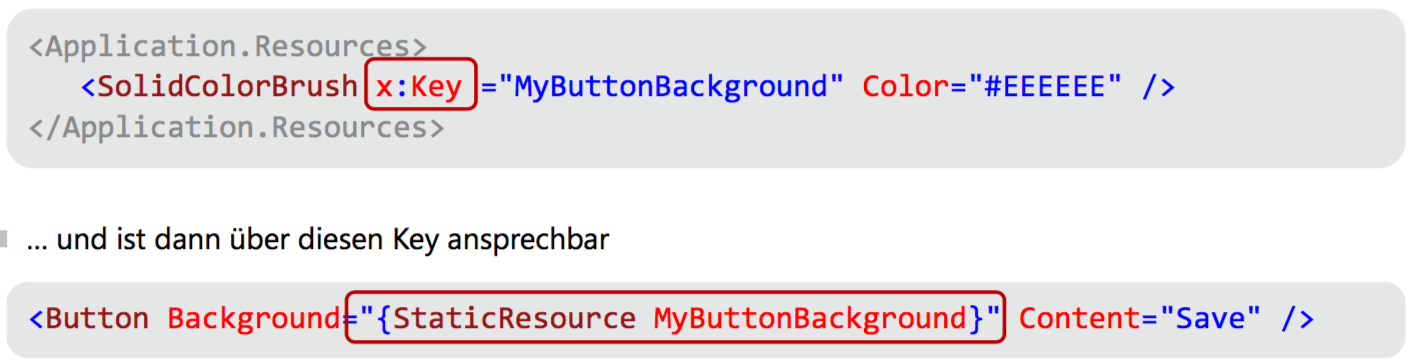 <Application.Resources>
<SolidColorBrush x:Key ="MyButtonBackground" Color="#EEEEEE" />
</Application.Resources>
... und ist dann über diesen Key ansprechbar
<Button Background="{StaticResource MyButtonBackground}" Content="Save" />